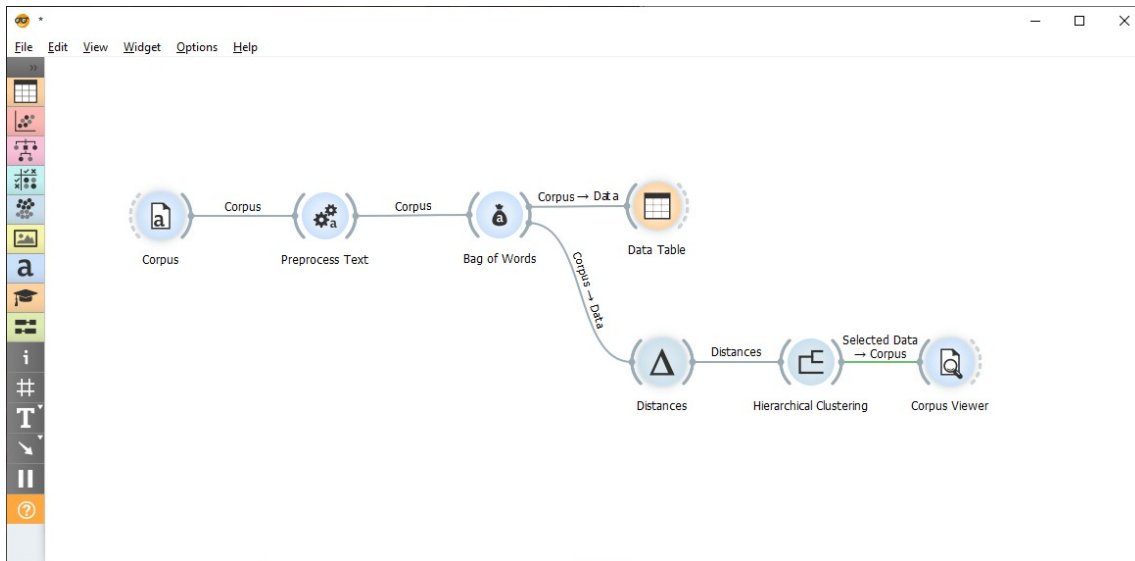 *
File Edit View Widget Options Help
»
a
i
T
?
Corpus
Corpus
Corpus → Data
a
a
a
Corpus
Preprocess Text
Bag of Words
Data Table
Corpus → Data
Distances
Selected Data
→ Corpus
Δ
Distances
Hierarchical Clustering
Corpus Viewer